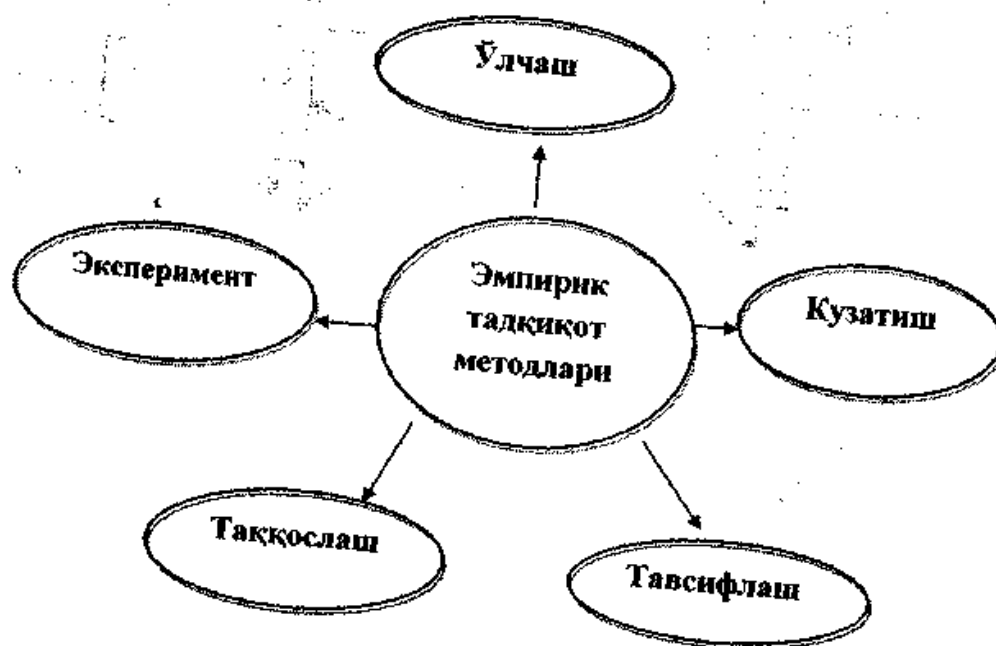 Ўлчаш
Эксперимент
Эмпирик
тадқиқот
методлари
Кузатиш
Таққослаш
Тавсифлаш